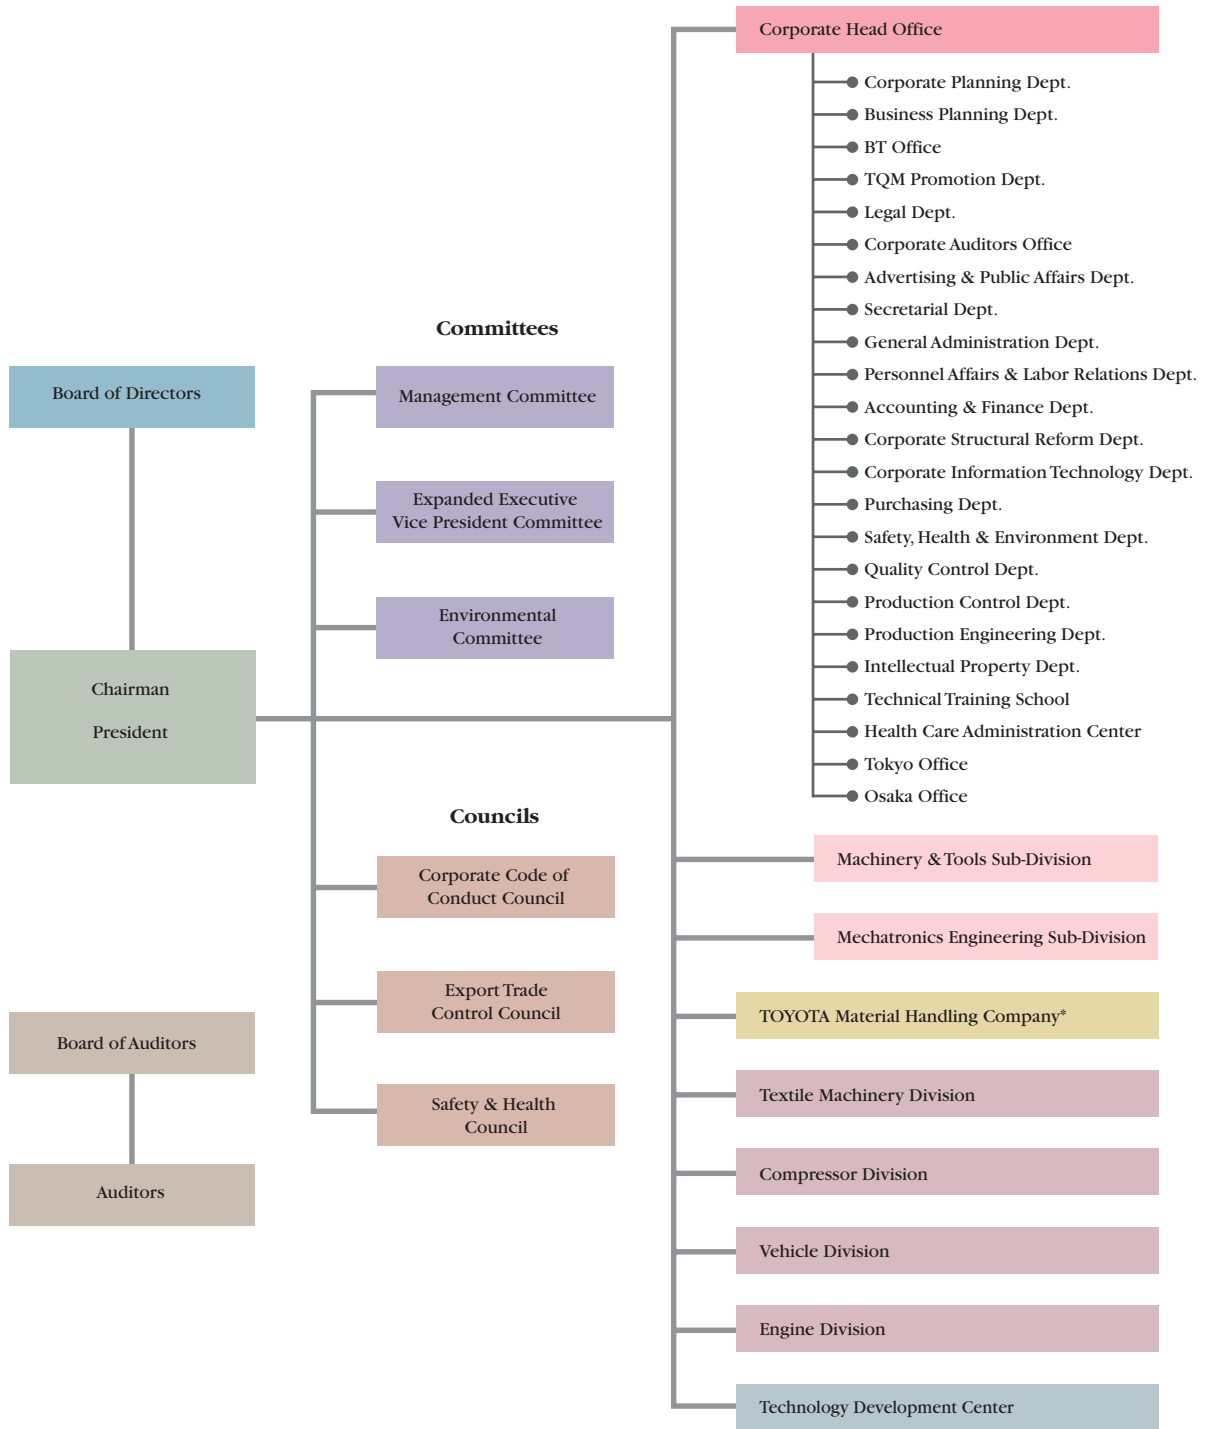 Board of Directors
Chairman
President
Board of Auditors
Auditors
Committees
Management Committee
Expanded Executive
Vice President Committee
Environmental
Committee
Councils
Corporate Code of
Conduct Council
Export Trade
Control Council
Safety & Health
Council
Corporate Head Office
Corporate Planning Dept.
Business Planning Dept.
BT Office
TQM Promotion Dept.
Legal Dept.
Corporate Auditors Office
Advertising & Public Affairs Dept.
Secretarial Dept.
General Administration Dept.
Personnel Affairs & Labor Relations Dept.
Accounting & Finance Dept.
Corporate Structural Reform Dept.
Corporate Information Technology Dept.
Purchasing Dept.
Safety, Health & Environment Dept.
Quality Control Dept.
Production Control Dept.
Production Engineering Dept.
Intellectual Property Dept.
Technical Training School
Health Care Administration Center
Tokyo Office
Osaka Office
Machinery & Tools Sub-Division
Mechatronics Engineering Sub-Division
TOYOTA Material Handling Company*
Textile Machinery Division
Compressor Division
Vehicle Division
Engine Division
Technology Development Center